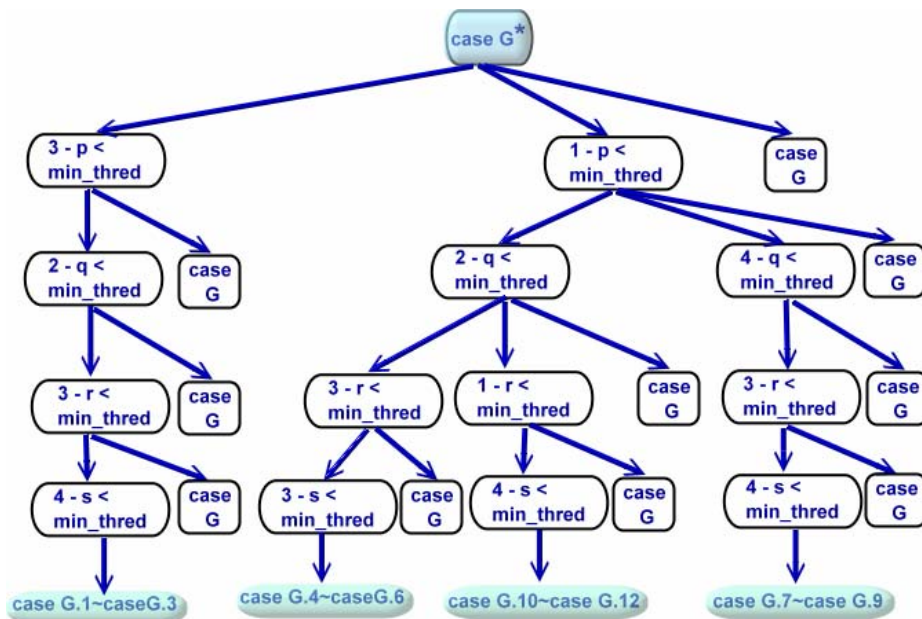 case G*
3 - p <
min_thred
1 - p <
min_thred
case
G
2 - q <
min_thred
case
G
2 - q <
min_thred
4 - q <
min_thred
case
G
3 - r <
min_thred
case
G
3 - r <
min_thred
1 - r <
min_thred
case
G
3 - r <
min_thred
case
G
4 - s <
min_thred
case
G
3 - s <
min_thred
case
G
4 - s <
min_thred
case
G
4 - s <
min_thred
case
G
case G.1~caseG.3
case G.4~caseG.6
case G.10~case G.12
case G.7~case G.9